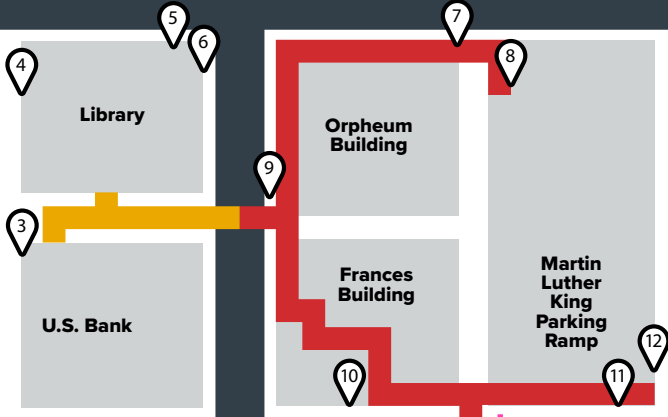 5
7
6
8
4
Library
Orpheum
Building
9
3
Frances
Building
Martin
Luther
King
Parking
Ramp
U.S. Bank
12
10
11